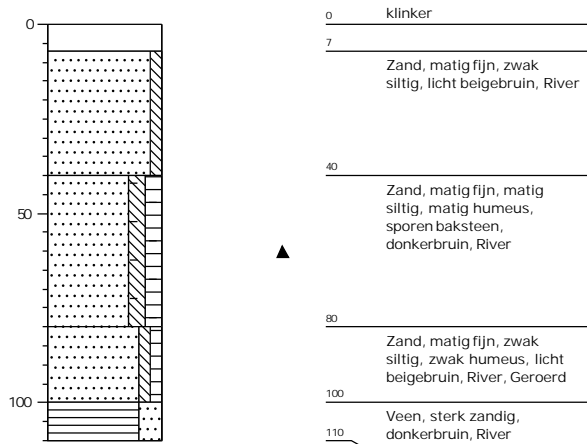 0
50
100
0
klinker
7
Zand, matig fijn, zwak
siltig, licht beigebruin, River
40
Zand, matig fijn, matig
siltig, matig humeus,
sporen baksteen,
donkerbruin, River
80
Zand, matig fijn, zwak
siltig, zwak humeus, licht
beigebruin, River, Geroerd
100
Veen, sterk zandig,
donkerbruin, River
110